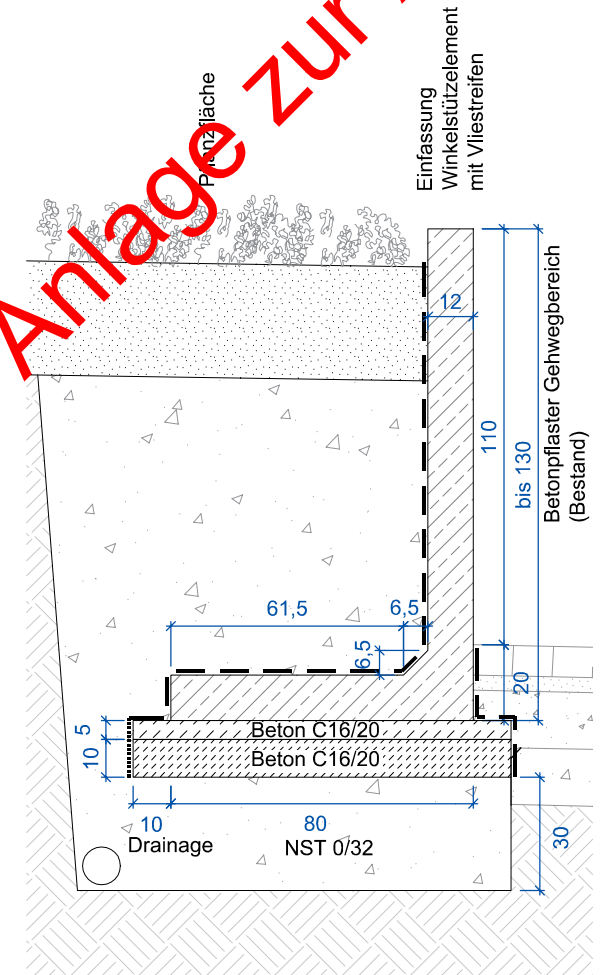 Anlage zur
Pflanzfläche
Einfassung
Winkelstützelement
mit Vliestreifen
12
110
bis 130
Betonpflaster Gehwegbereich
(Bestand)
61,5
6,5
6,5
20
5
Beton C16/20
10
Beton C16/20
10
80
30
Drainage
NST 0/32